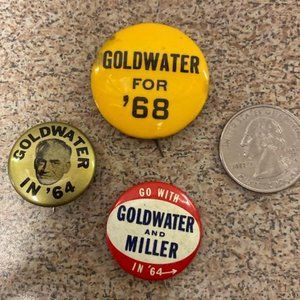 GOLDWATER
FOR
'68
GOLDWATER
IN '64
GO WITH
GOLDWATER
AND
MILLER
IN '64